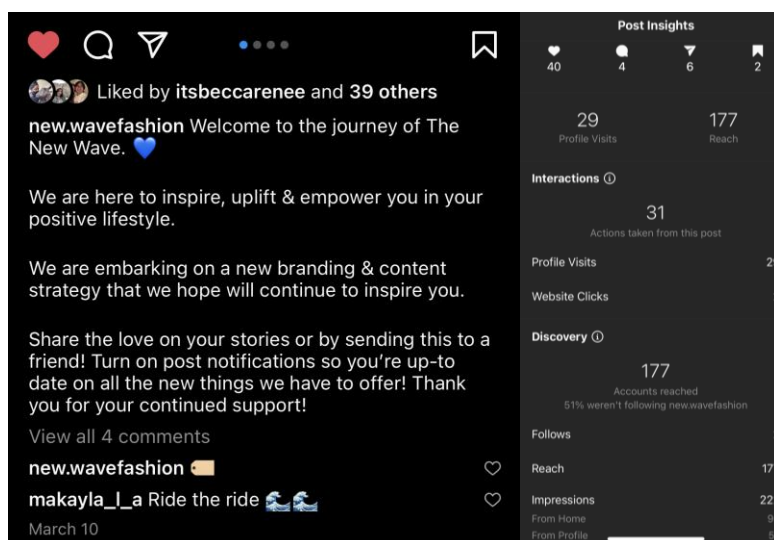 Liked by itsbeccarenee and 39 others
new.wavefashion Welcome to the journey of The
New Wave. 💙
We are here to inspire, uplift & empower you in your
positive lifestyle.
We are embarking on a new branding & content
strategy that we hope will continue to inspire you.
Share the love on your stories or by sending this to a
friend! Turn on post notifications so you're up-to
date on all the new things we have to offer! Thank
you for your continued support!
View all 4 comments
new.wavefashion 🏷️
makayla_l_a Ride the ride 🌊🌊
March 10
Post Insights
40 4 6 2
29 177
Profile Visits Reach
Interactions
31
Actions taken from this post
Profile Visits
Website Clicks
Discovery
177
Accounts reached
51% weren't following new.wavefashion
Follows
Reach
Impressions
From Home
From Profile